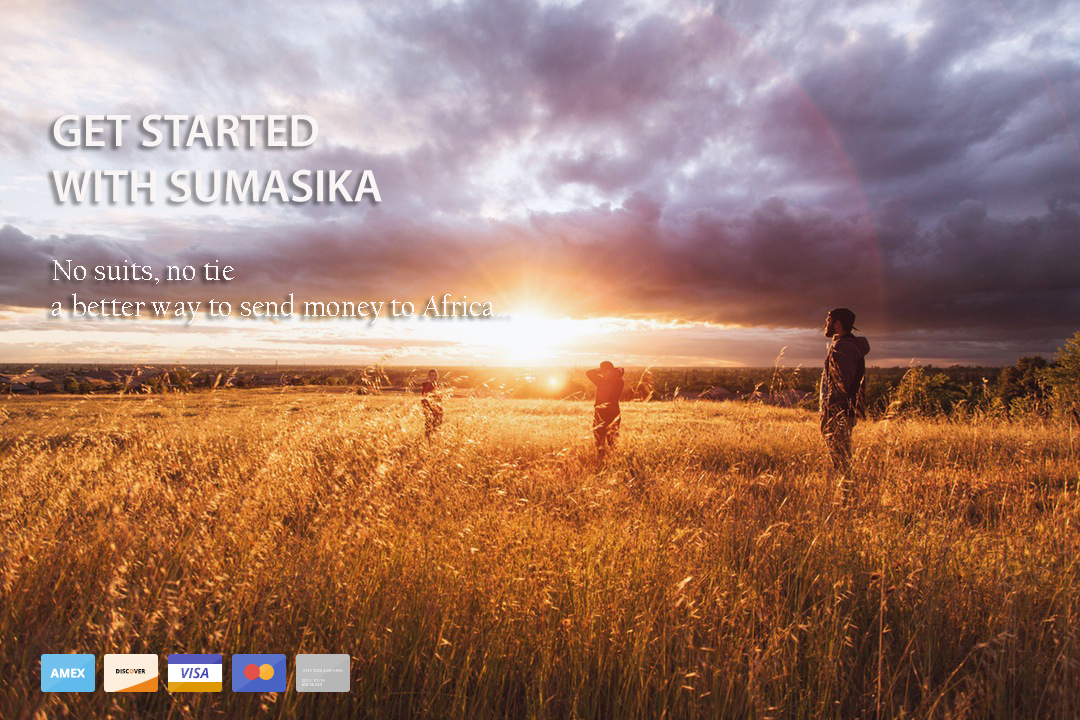 GET STARTED
WITH SUMASIKA
No suits, no tie
a better way to send money to Africa...
AMEX
DISCOVER
VISA